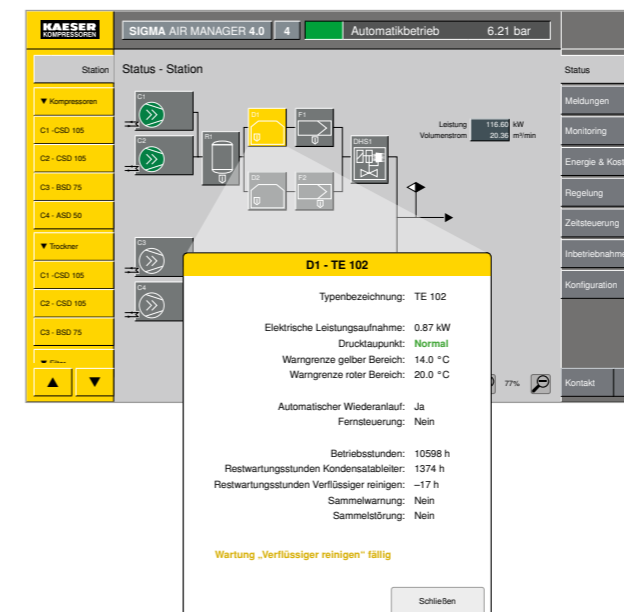 KAESER
KOMPRESSOREN
SIGMA AIR MANAGER 4.0 4 Automatikbetrieb 6.21 bar
Station
▼ Kompressoren
C1 -CSD 105
C2 - CSD 105
C3 - BSD 75
C4 - ASD 50
▼ Trockner
C1 -CSD 105
C2 - CSD 105
C3 - BSD 75
▲ ▼
Status - Station
C1
C2
R1
D1
F1
D2
F2
DHS1
C3
C4
Leistung 116.60 kW
Volumenstrom 20.36 m³/min
D1 - TE 102
Typenbezeichnung: TE 102
Elektrische Leistungsaufnahme: 0.87 kW
Drucktaupunkt: Normal
Warngrenze gelber Bereich: 14.0 °C
Warngrenze roter Bereich: 20.0 °C
Automatischer Wiederanlauf: Ja
Fernsteuerung: Nein
Betriebsstunden: 10598 h
Restwartungsstunden Kondensatableiter: 1374 h
Restwartungsstunden Verflüssiger reinigen: –17 h
Sammelwarnung: Nein
Sammelstörung: Nein
Wartung „Verflüssiger reinigen“ fällig
Schließen
77%
Status
Meldungen
Monitoring
Energie & Kost
Regelung
Zeitsteuerung
Inbetriebnahme
Konfiguration
Kontakt